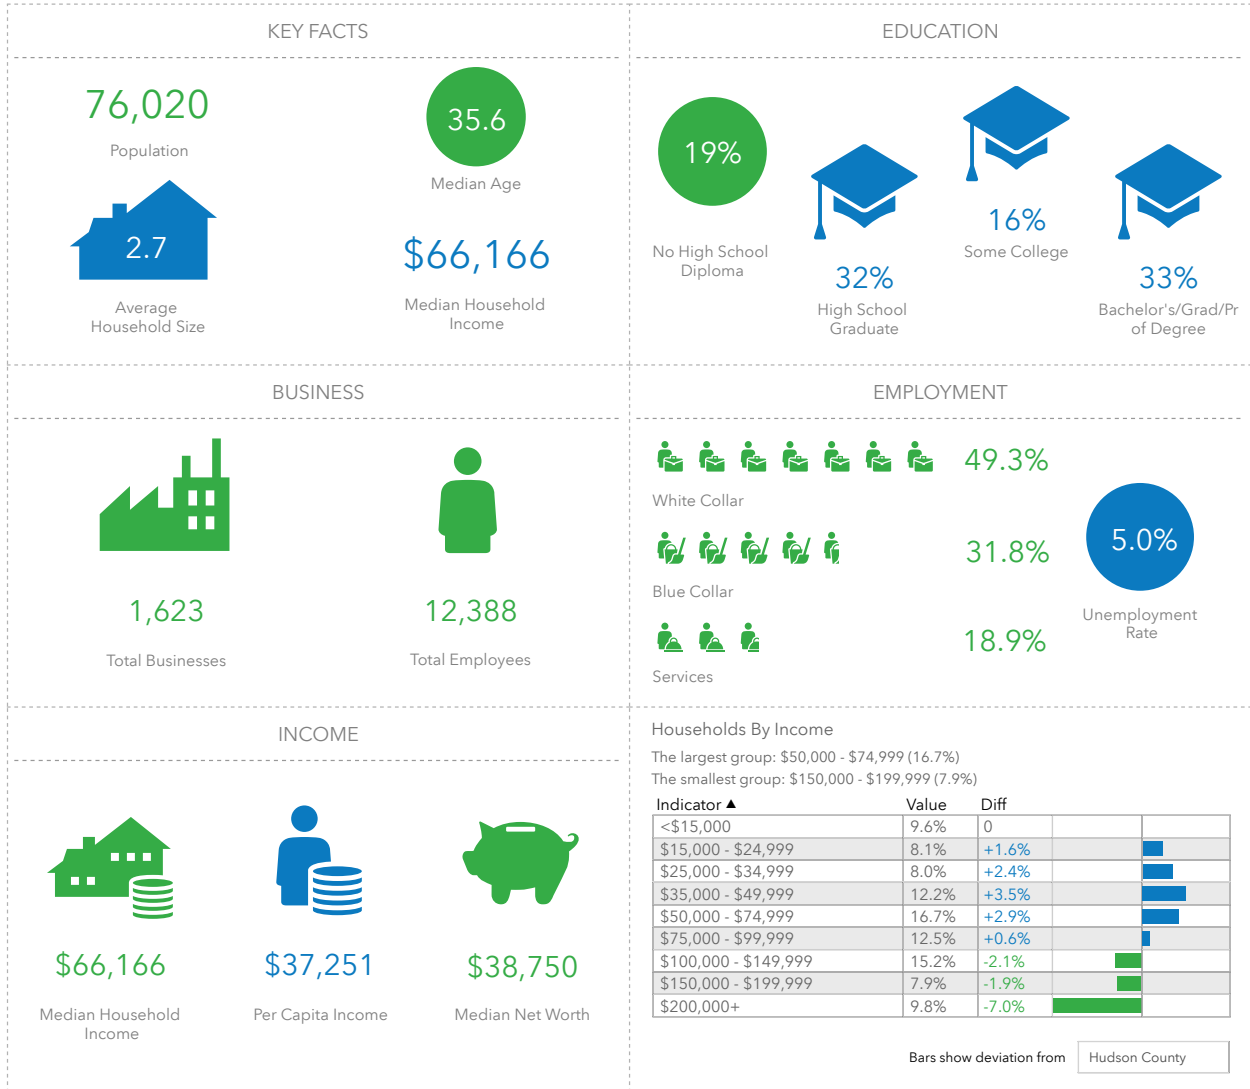 KEY FACTS
76,020
Population
35.6
Median Age
2.7
Average
Household Size
$66,166
Median Household
Income
EDUCATION
19%
No High School
Diploma
32%
High School
Graduate
16%
Some College
33%
Bachelor's/Grad/Pr
of Degree
BUSINESS
1,623
Total Businesses
12,388
Total Employees
EMPLOYMENT
49.3%
White Collar
31.8%
Blue Collar
18.9%
Services
5.0%
Unemployment
Rate
INCOME
$66,166
Median Household
Income
$37,251
Per Capita Income
$38,750
Median Net Worth
Households By Income
The largest group: $50,000 - $74,999 (16.7%)
The smallest group: $150,000 - $199,999 (7.9%)
Indicator ▲ Value Diff
<$15,000 9.6% 0
$15,000 - $24,999 8.1% +1.6%
$25,000 - $34,999 8.0% +2.4%
$35,000 - $49,999 12.2% +3.5%
$50,000 - $74,999 16.7% +2.9%
$75,000 - $99,999 12.5% +0.6%
$100,000 - $149,999 15.2% -2.1%
$150,000 - $199,999 7.9% -1.9%
$200,000+ 9.8% -7.0%
Bars show deviation from Hudson County